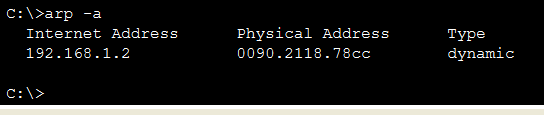 C:\>arp -a
Internet Address Physical Address Type
192.168.1.2 0090.2118.78cc dynamic
C:\>